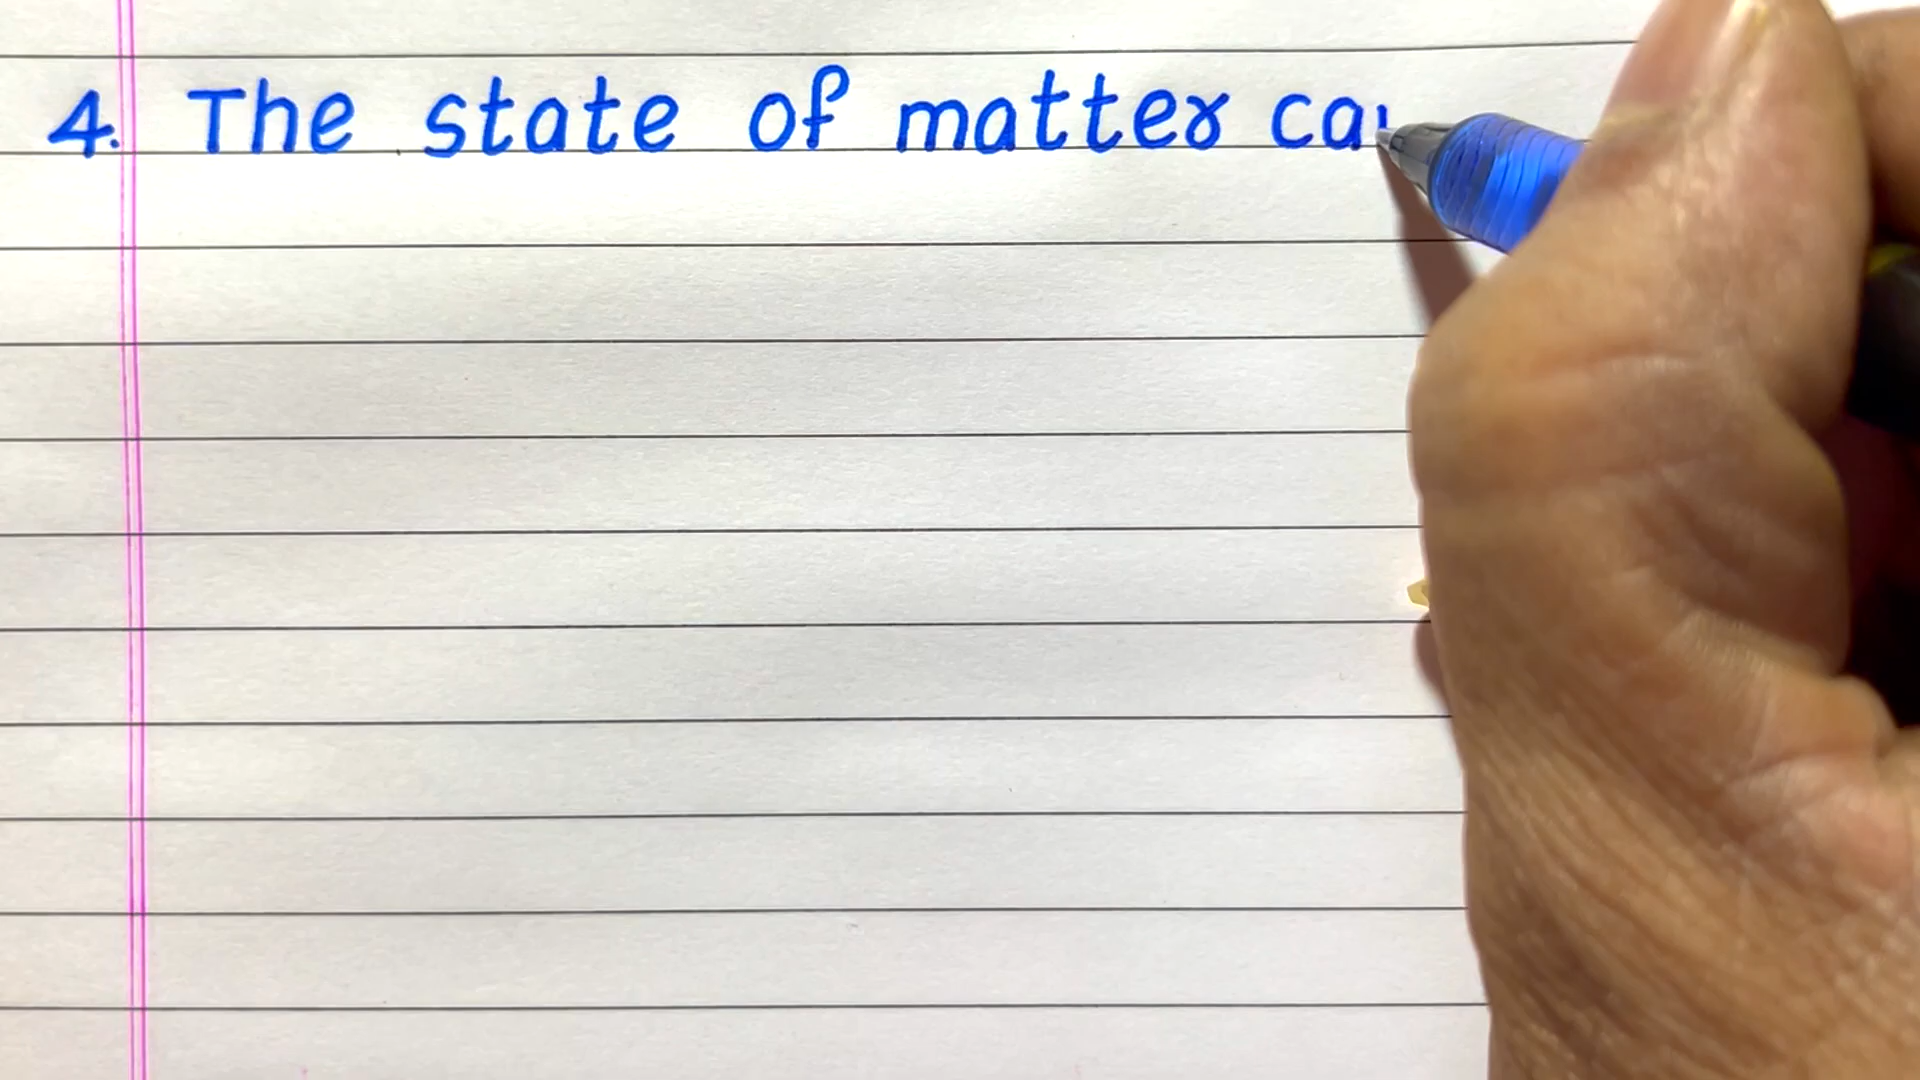 4. The state of matter ca